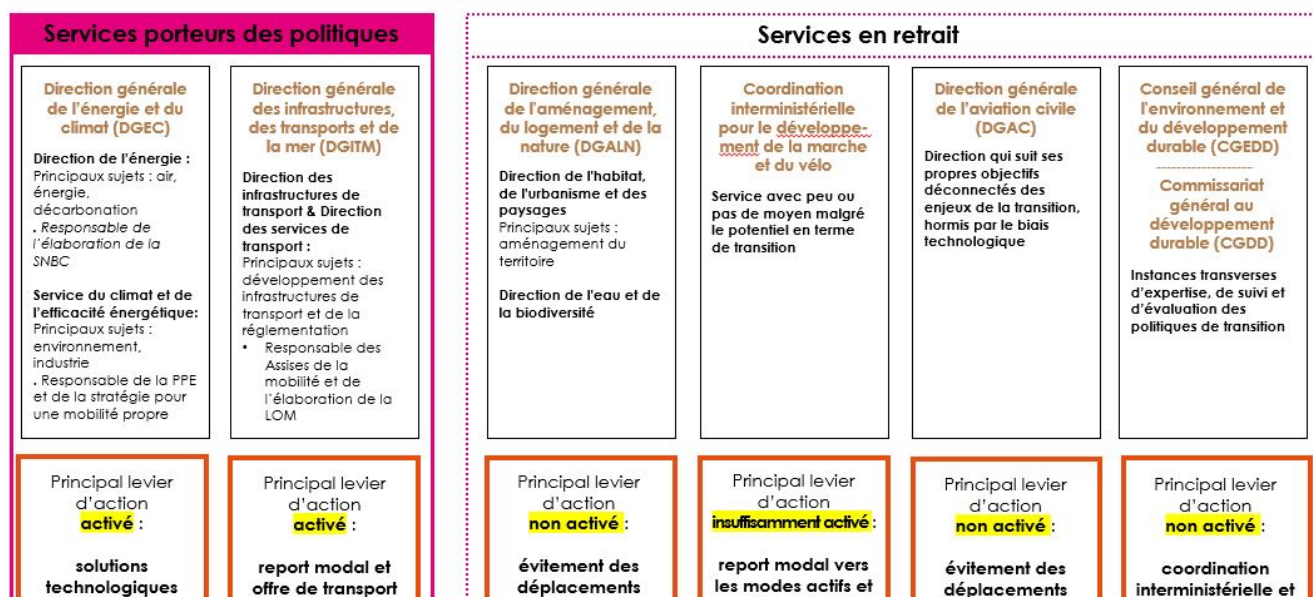 Services porteurs des politiques
Direction générale
de l'énergie et du
climat (DGEC)
Direction de l'énergie :
Principaux sujets : air,
énergie,
décarbonation
. Responsable de
l'élaboration de la
SNBC
Service du climat et de
l'efficacité énergétique:
Principaux sujets :
environnement,
industrie
. Responsable de la PPE
et de la stratégie pour
une mobilité propre
Direction générale
des infrastructures,
des transports et de
la mer (DGITM)
Direction des
infrastructures de
transport & Direction
des services de
transport :
Principaux sujets :
développement des
infrastructures de
transport et de la
réglementation
• Responsable des
Assises de la
mobilité et de
l'élaboration de la
LOM
Principal levier
d'action
activé :
solutions
technologiques
Principal levier
d'action
activé :
report modal et
offre de transport
Services en retrait
Direction générale
de l'aménagement,
du logement et de la
nature (DGALN)
Direction de l'habitat,
de l'urbanisme et des
paysages
Principaux sujets :
aménagement du
territoire
Direction de l'eau et de
la biodiversité
Coordination
interministérielle
pour le développe-
ment de la marche
et du vélo
Service avec peu ou
pas de moyen malgré
le potentiel en terme
de transition
Direction générale
de l'aviation civile
(DGAC)
Direction qui suit ses
propres objectifs
déconnectés des
enjeux de la transition,
hormis par le biais
technologique
Conseil général de
l'environnement et
du développement
durable (CGEDD)
Commissariat
général au
développement
durable (CGDD)
Instances transverses
d'expertise, de suivi et
d'évaluation des
politiques de transition
Principal levier
d'action
non activé :
évitement des
déplacements
Principal levier
d'action
insuffisamment activé :
report modal vers
les modes actifs et
Principal levier
d'action
non activé :
évitement des
déplacements
Principal levier
d'action
non activé :
coordination
interministérielle et